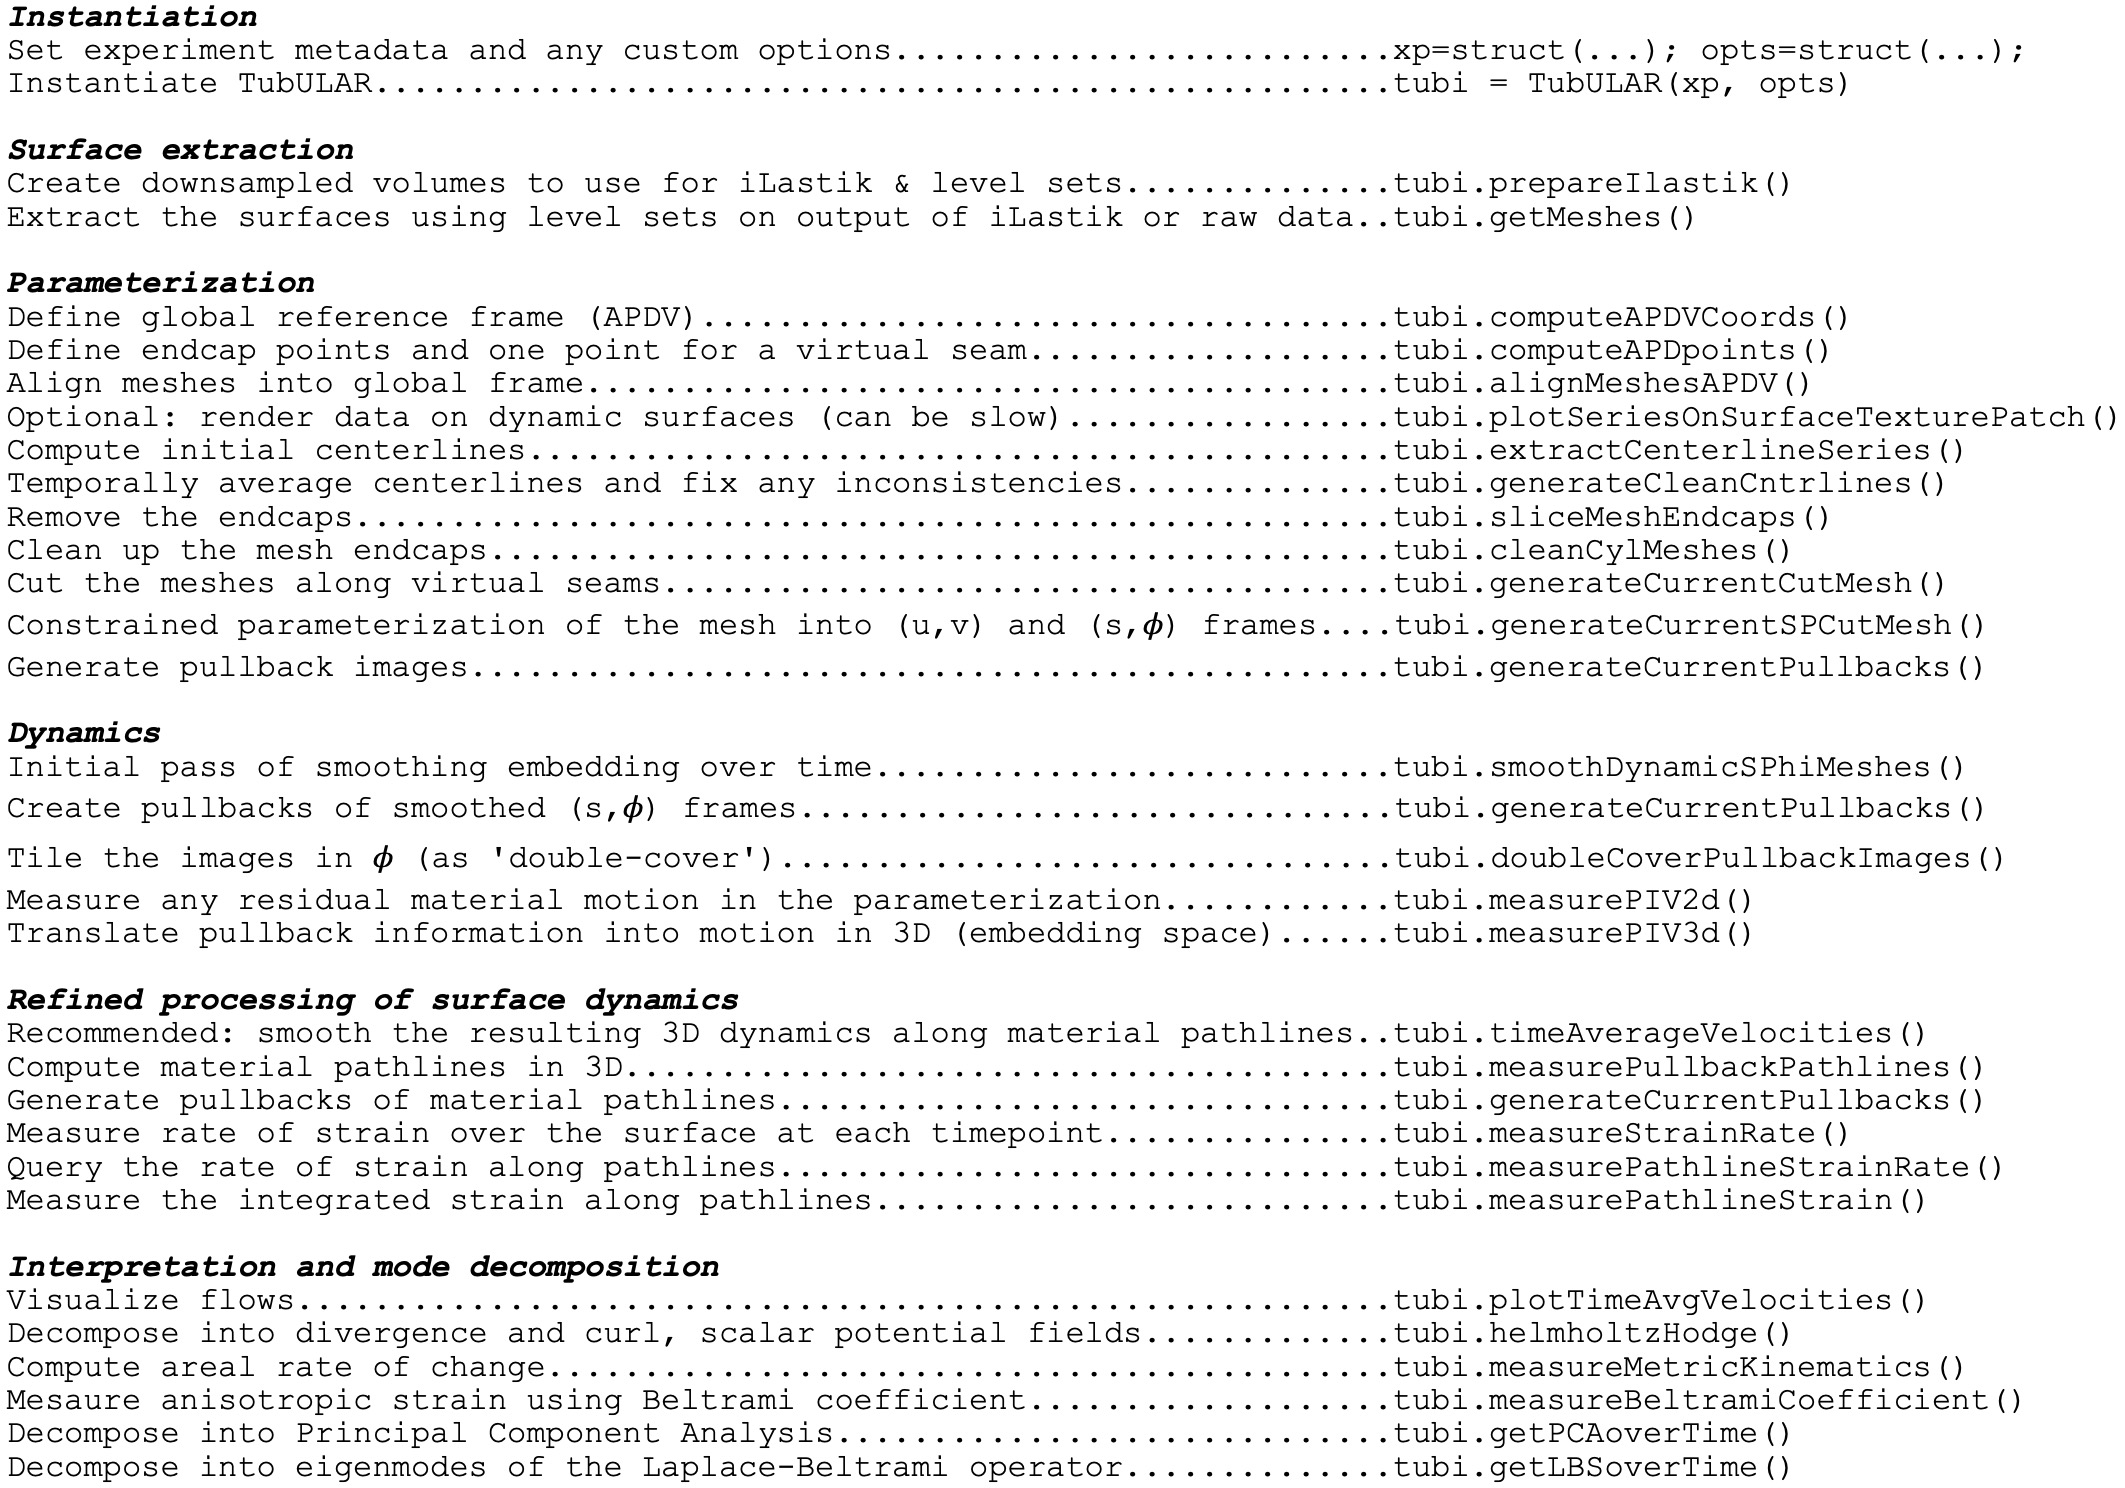 Instantiation
Set experiment metadata and any custom options..........................xp=struct(...); opts=struct(...);
Instantiate TubULAR.....................................................tubi = TubULAR(xp, opts)
Surface extraction
Create downsampled volumes to use for iLastik & level sets..............tubi.prepareIlastik()
Extract the surfaces using level sets on output of iLastik or raw data..tubi.getMeshes()
Parameterization
Define global reference frame (APDV)....................................tubi.computeAPDVCoords()
Define endcap points and one point for a virtual seam...................tubi.computeAPDpoints()
Align meshes into global frame..........................................tubi.alignMeshesAPDV()
Optional: render data on dynamic surfaces (can be slow).................tubi.plotSeriesOnSurfaceTexturePatch()
Compute initial centerlines.............................................tubi.extractCenterlineSeries()
Temporally average centerlines and fix any inconsistencies..............tubi.generateCleanCntrlines()
Remove the endcaps......................................................tubi.sliceMeshEndcaps()
Clean up the mesh endcaps...............................................tubi.cleanCylMeshes()
Cut the meshes along virtual seams......................................tubi.generateCurrentCutMesh()
Constrained parameterization of the mesh into (u,v) and (s,ϕ) frames....tubi.generateCurrentSPCutMesh()
Generate pullback images................................................tubi.generateCurrentPullbacks()
Dynamics
Initial pass of smoothing embedding over time...........................tubi.smoothDynamicSPhiMeshes()
Create pullbacks of smoothed (s,ϕ) frames...............................tubi.generateCurrentPullbacks()
Tile the images in ϕ (as 'double-cover')................................tubi.doubleCoverPullbackImages()
Measure any residual material motion in the parameterization............tubi.measurePIV2d()
Translate pullback information into motion in 3D (embedding space)......tubi.measurePIV3d()
Refined processing of surface dynamics
Recommended: smooth the resulting 3D dynamics along material pathlines..tubi.timeAverageVelocities()
Compute material pathlines in 3D........................................tubi.measurePullbackPathlines()
Generate pullbacks of material pathlines................................tubi.generateCurrentPullbacks()
Measure rate of strain over the surface at each timepoint...............tubi.measureStrainRate()
Query the rate of strain along pathlines................................tubi.measurePathlineStrainRate()
Measure the integrated strain along pathlines...........................tubi.measurePathlineStrain()
Interpretation and mode decomposition
Visualize flows.........................................................tubi.plotTimeAvgVelocities()
Decompose into divergence and curl, scalar potential fields.............tubi.helmholtzHodge()
Compute areal rate of change............................................tubi.measureMetricKinematics()
Mesaure anisotropic strain using Beltrami coefficient...................tubi.measureBeltramiCoefficient()
Decompose into Principal Component Analysis.............................tubi.getPCAoverTime()
Decompose into eigenmodes of the Laplace-Beltrami operator..............tubi.getLBSoverTime()